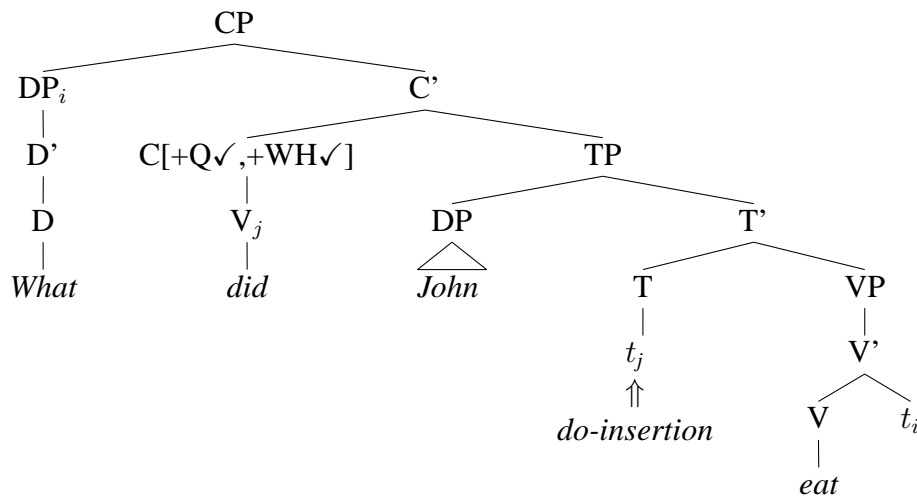 CP
DP_i C'
D' C[+Q✓,+WH✓] TP
D V_j DP T'
What did John T VP
t_j V'
⇑ V t_i
do-insertion
eat